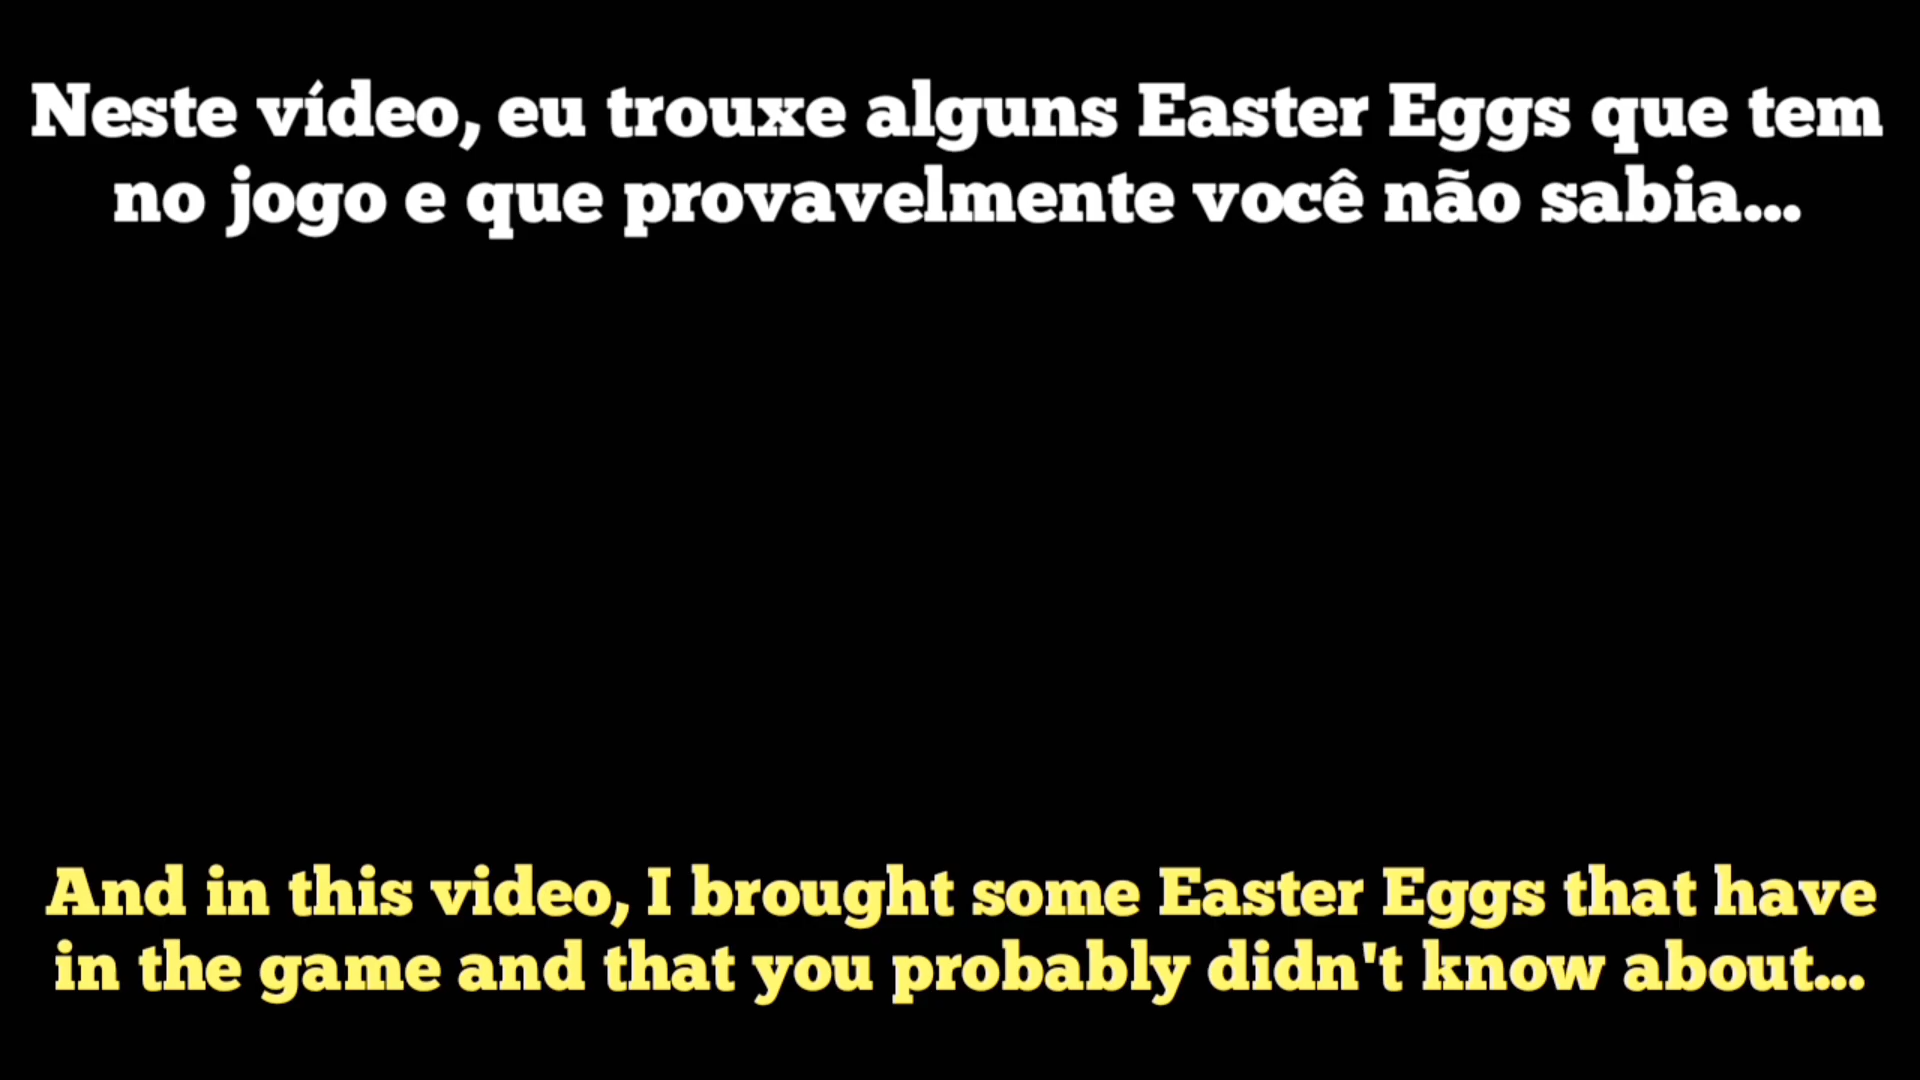 Neste vídeo, eu trouxe alguns Easter Eggs que tem
no jogo e que provavelmente você não sabia...
And in this video, I brought some Easter Eggs that have
in the game and that you probably didn't know about...